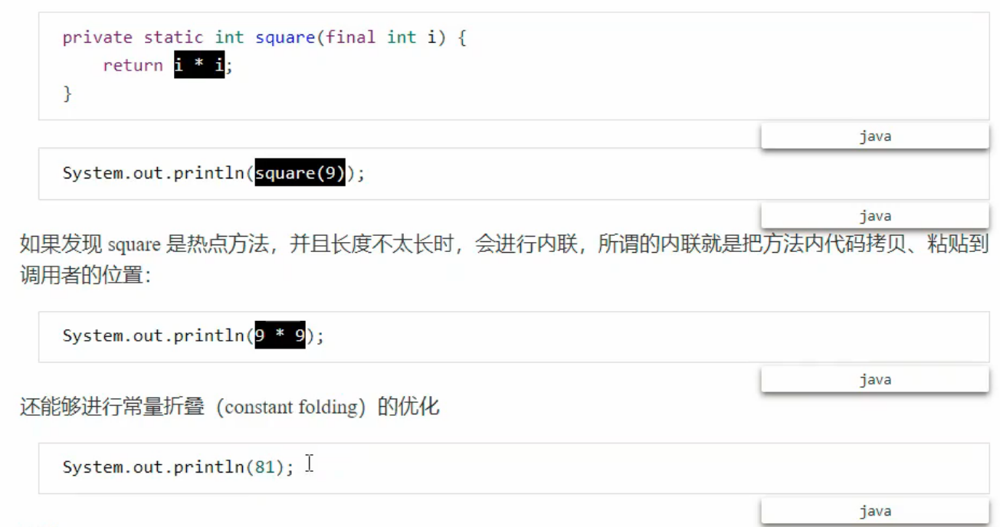 private static int square(final int i) {
return i * i;
}
java
System.out.println(square(9));
java
如果发现 square 是热点方法，并且长度不太长时，会进行内联，所谓的内联就是把方法内代码拷贝、粘贴到
调用者的位置：
System.out.println(9 * 9);
java
还能够进行常量折叠（constant folding）的优化
System.out.println(81);
java